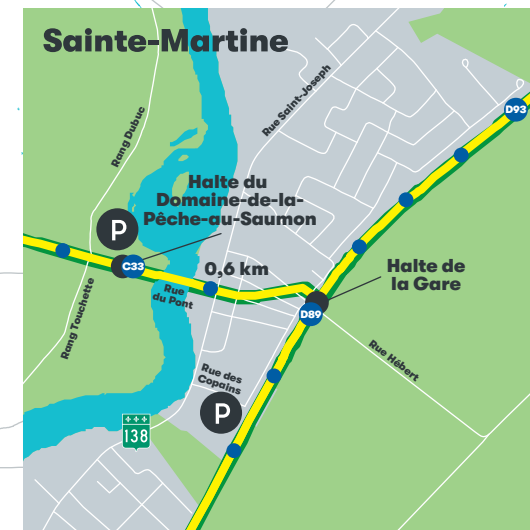 Sainte-Martine
Rue Saint-Joseph
D93
Rang Dubuc
Halte du
Domaine-de-la-
Pêche-au-Saumon
P
C33
0,6 km
Halte de
la Gare
Rue
du Pont
D89
Rang Touchette
Rue Hébert
Rue des
Copains
P
138